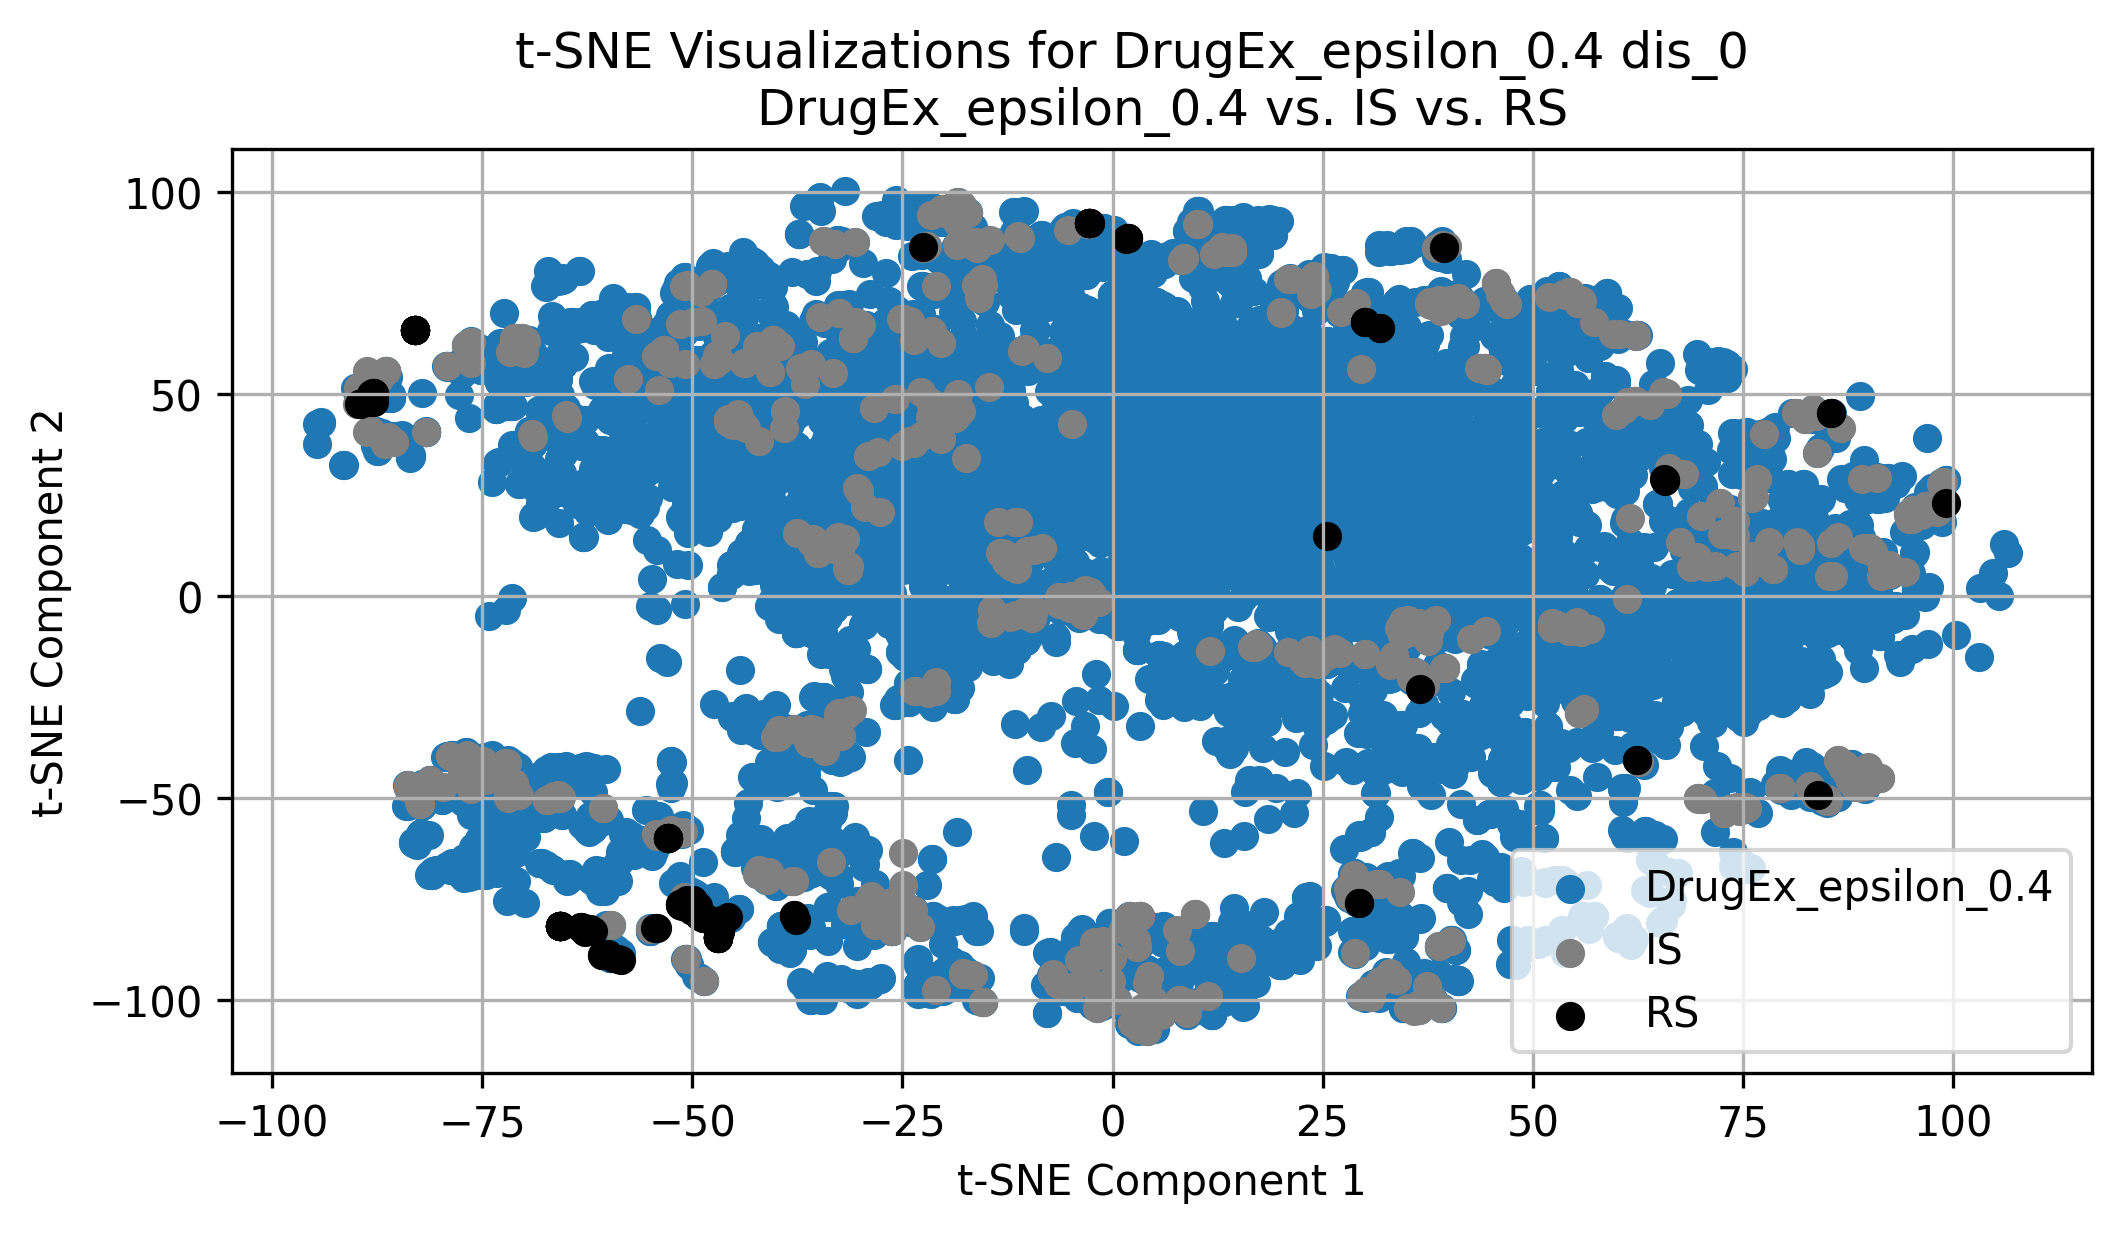 t-SNE Visualizations for DrugEx_epsilon_0.4 dis_0
DrugEx_epsilon_0.4 vs. IS vs. RS
t-SNE Component 2
100
50
0
−50
−100
DrugEx_epsilon_0.4
IS
RS
−100 −75 −50 −25 0 25 50 75 100
t-SNE Component 1